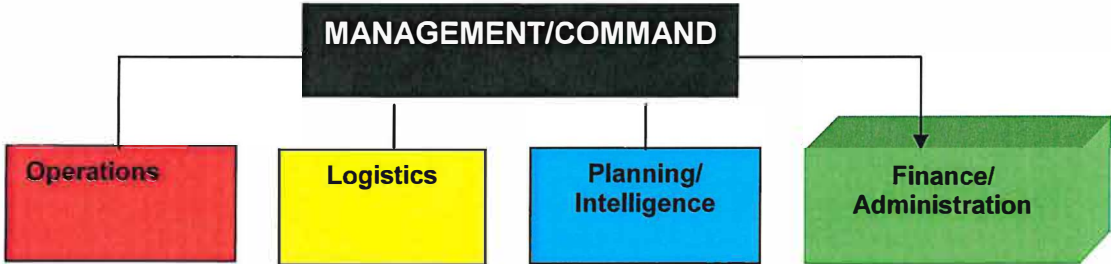 MANAGEMENT/COMMAND
Operations
Logistics
Planning/
Intelligence
Finance/
Administration